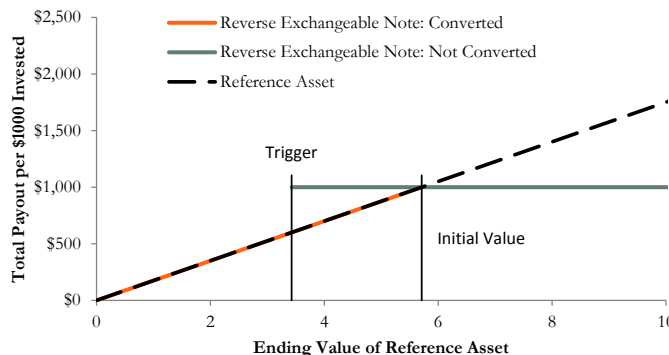 Reverse Exchangeable Note: Converted
Reverse Exchangeable Note: Not Converted
Reference Asset
Total Payout per $1000 Invested
$2,500
$2,000
$1,500
$1,000
$500
$0
Trigger
Initial Value
0 2 4 6 8 10
Ending Value of Reference Asset